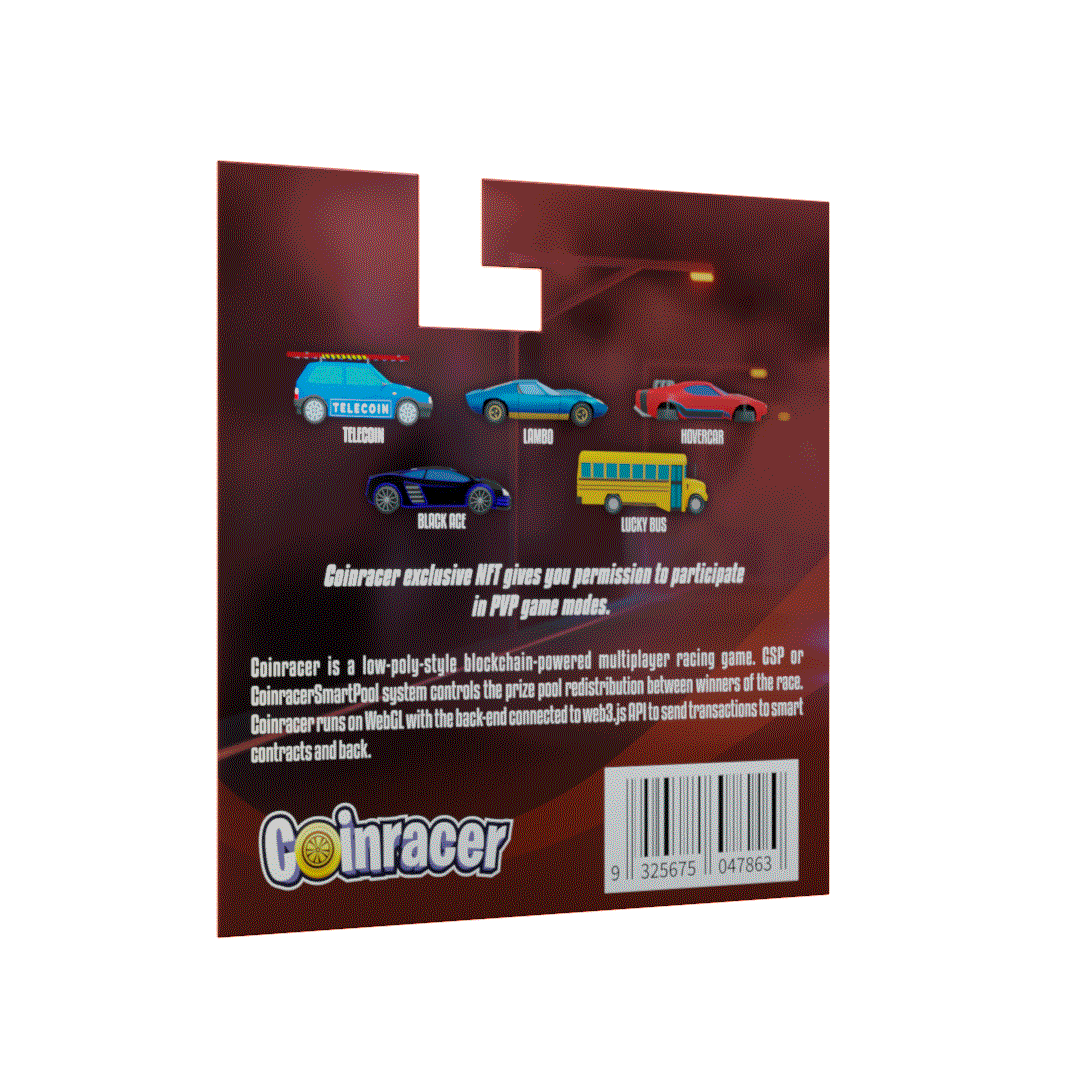 TELECOIN
TELECOIN LAMBO HOVERCAR
BLACK ACE LUCKY BUS
Coinracer exclusive NFT gives you permission to participate
in PVP game modes.
Coinracer is a low-poly-style blockchain-powered multiplayer racing game. CSP or
CoinracerSmartPool system controls the prize pool redistribution between winners of the race.
Coinracer runs on WebGL with the back-end connected to web3.js API to send transactions to smart
contracts and back.
Coinracer
9 325675 047863